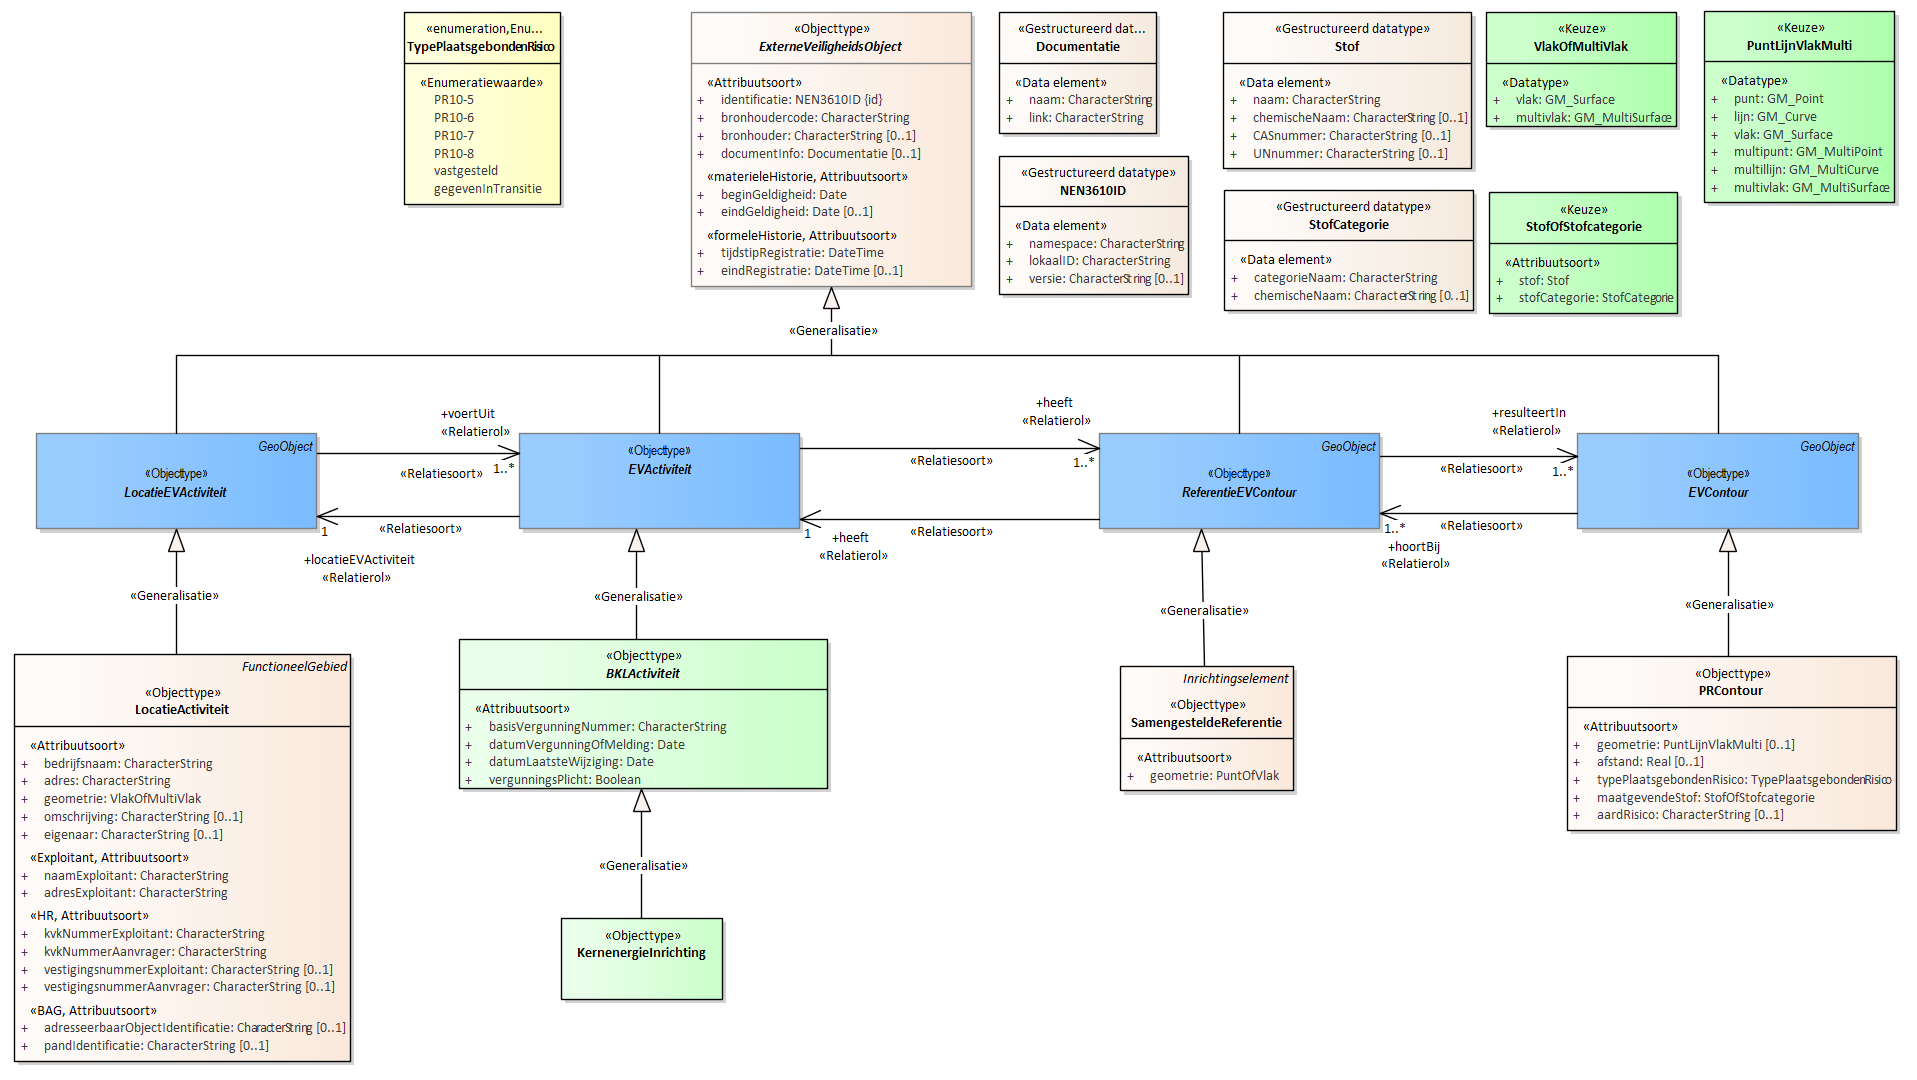 «enumeration,Enu...
TypePlaatsgebondenRisico
«Enumeratiewaarde»
PR10-5
PR10-6
PR10-7
PR10-8
vastgesteld
gegevenInTransitie
«Objecttype»
ExterneVeiligheidsObject
«Attribuutsoort»
+ identificatie: NEN3610ID {id}
+ bronhoudercode: CharacterString
+ bronhouder: CharacterString [0..1]
+ documentInfo: Documentatie [0..1]
«materieleHistorie, Attribuutsoort»
+ beginGeldigheid: Date
+ eindGeldigheid: Date [0..1]
«formeleHistorie, Attribuutsoort»
+ tijdstipRegistratie: DateTime
+ eindRegistratie: DateTime [0..1]
«Gestructureerd dat...
Documentatie
«Data element»
+ naam: CharacterString
+ link: CharacterString
«Gestructureerd datatype»
NEN3610ID
«Data element»
+ namespace: CharacterString
+ lokaalID: CharacterString
+ versie: CharacterString [0..1]
«Gestructureerd datatype»
Stof
«Data element»
+ naam: CharacterString
+ chemischeNaam: CharacterString [0..1]
+ CASnummer: CharacterString [0..1]
+ UNnummer: CharacterString [0..1]
«Gestructureerd datatype»
StofCategorie
«Data element»
+ categorieNaam: CharacterString
+ chemischeNaam: CharacterString [0..1]
«Keuze»
VlakOfMultiVlak
«Datatype»
+ vlak: GM_Surface
+ multivlak: GM_MultiSurface
«Keuze»
StofOfStofcategorie
«Attribuutsoort»
+ stof: Stof
+ stofCategorie: StofCategorie
«Keuze»
PuntLijnVlakMulti
«Datatype»
+ punt: GM_Point
+ lijn: GM_Curve
+ vlak: GM_Surface
+ multipunt: GM_MultiPoint
+ multillijn: GM_MultiCurve
+ multivlak: GM_MultiSurface
«Generalisatie»
GeoObject
«Objecttype»
LocatieEVActiviteit
+voertUit
«Relatierol»
«Relatiesoort» 1..*
«Relatiesoort»
1
+locatieEVActiviteit
«Relatierol»
«Objecttype»
EVActiviteit
+heeft
«Relatierol»
«Relatiesoort» 1..*
«Relatiesoort»
1
+heeft
«Relatierol»
GeoObject
«Objecttype»
ReferentieEVContour
+resulteertIn
«Relatierol»
«Relatiesoort» 1..*
«Relatiesoort»
1..*
+hoortBij
«Relatierol»
GeoObject
«Objecttype»
EVContour
«Generalisatie»
«Generalisatie»
«Generalisatie»
«Generalisatie»
FunctioneelGebied
«Objecttype»
LocatieActiviteit
«Attribuutsoort»
+ bedrijfsnaam: CharacterString
+ adres: CharacterString
+ geometrie: VlakOfMultiVlak
+ omschrijving: CharacterString [0..1]
+ eigenaar: CharacterString [0..1]
«Exploitant, Attribuutsoort»
+ naamExploitant: CharacterString
+ adresExploitant: CharacterString
«HR, Attribuutsoort»
+ kvkNummerExploitant: CharacterString
+ kvkNummerAanvrager: CharacterString
+ vestigingsnummerExploitant: CharacterString [0..1]
+ vestigingsnummerAanvrager: CharacterString [0..1]
«BAG, Attribuutsoort»
+ adresseerbaarObjectIdentificatie: CharacterString [0..1]
+ pandIdentificatie: CharacterString [0..1]
«Objecttype»
BKLActiviteit
«Attribuutsoort»
+ basisVergunningNummer: CharacterString
+ datumVergunningOfMelding: Date
+ datumLaatsteWijziging: Date
+ vergunningsPlicht: Boolean
«Generalisatie»
«Objecttype»
KernenergieInrichting
Inrichtingselement
«Objecttype»
SamengesteldeReferentie
«Attribuutsoort»
+ geometrie: PuntOfVlak
«Objecttype»
PRContour
«Attribuutsoort»
+ geometrie: PuntLijnVlakMulti [0..1]
+ afstand: Real [0..1]
+ typePlaatsgebondenRisico: TypePlaatsgebondenRisico
+ maatgevendeStof: StofOfStofcategorie
+ aardRisico: CharacterString [0..1]